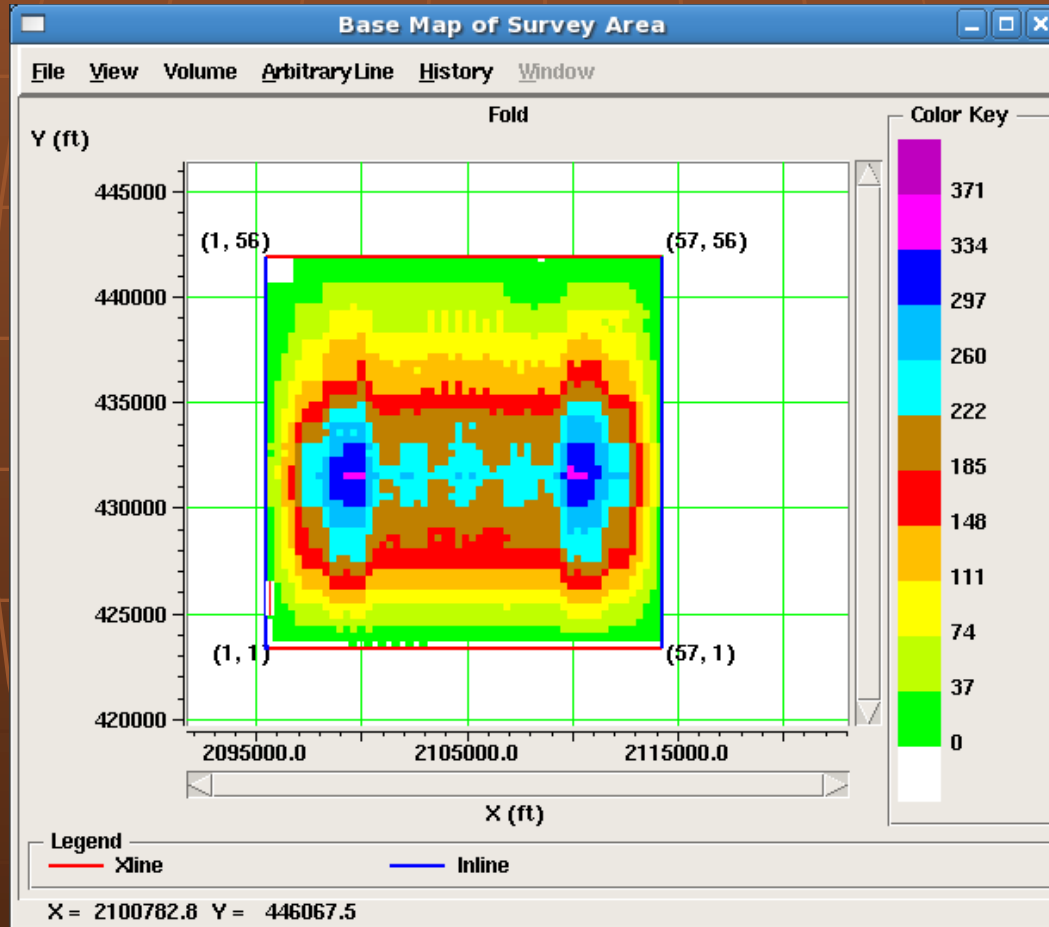 Base Map of Survey Area
File View Volume ArbitraryLine History Window
Fold
Color Key
Y (ft)
445000
440000
435000
430000
425000
420000
(1, 56)
(57, 56)
(1, 1)
(57, 1)
2095000.0 2105000.0 2115000.0
X (ft)
371
334
297
260
222
185
148
111
74
37
0
Legend
Xline Inline
X = 2100782.8 Y = 446067.5